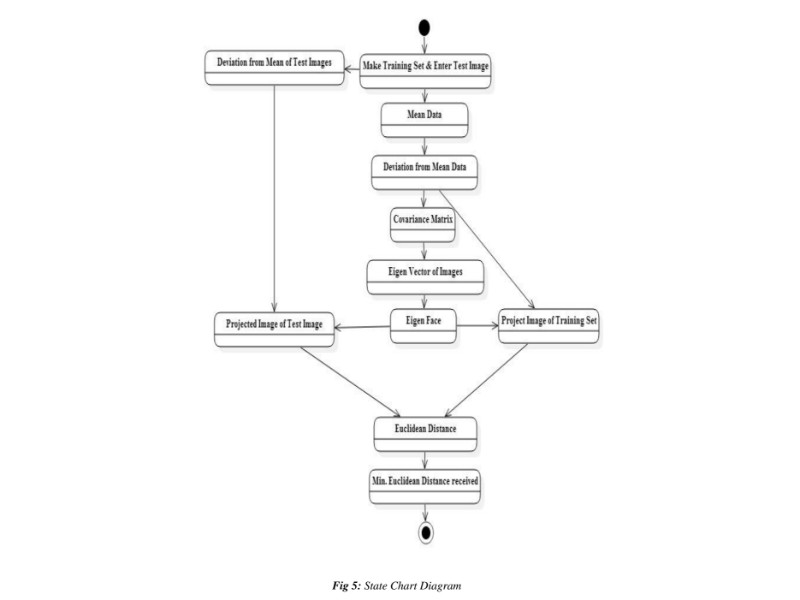 Deviation from Mean of Test Images
Make Training Set & Enter Test Image
Mean Data
Deviation from Mean Data
Covariance Matrix
Eigen Vector of Images
Projected Image of Test Image
Eigen Face
Project Image of Training Set
Euclidean Distance
Min. Euclidean Distance received
Fig 5: State Chart Diagram